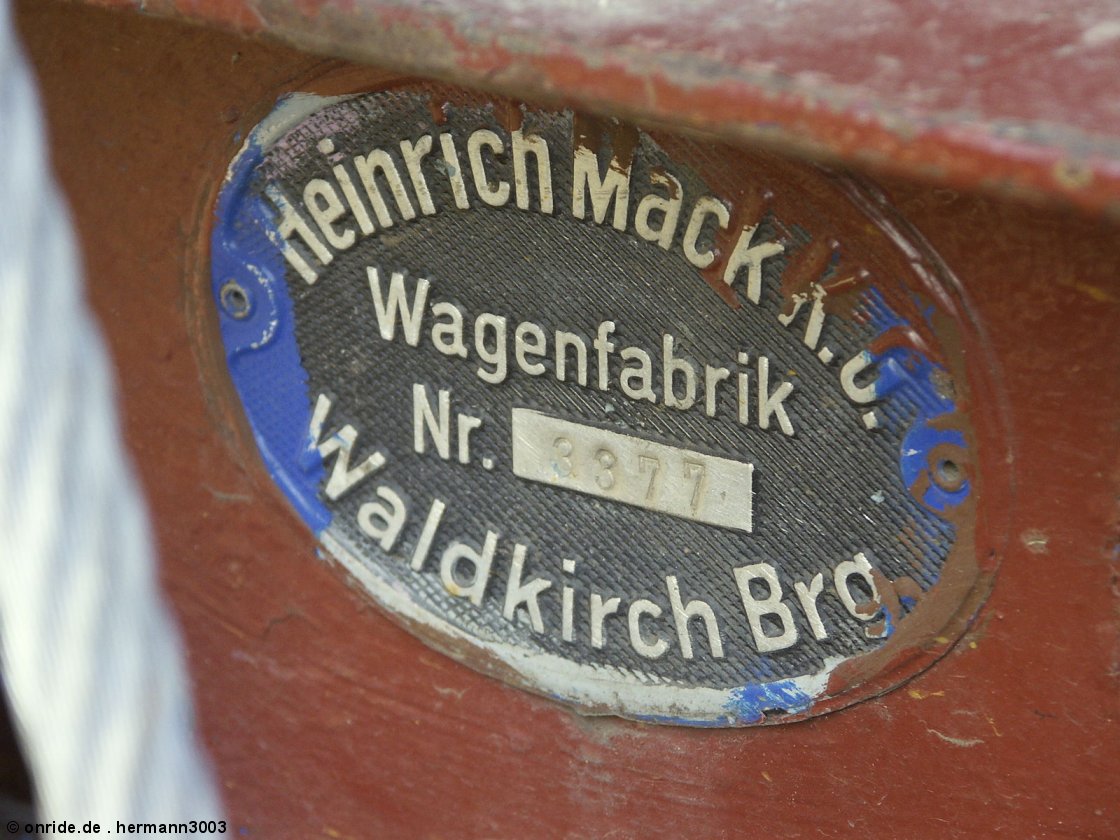 Heinrich Mack K.G.
Wagenfabrik
Nr. 3377
Waldkirch Brg
© onride.de . hermann3003